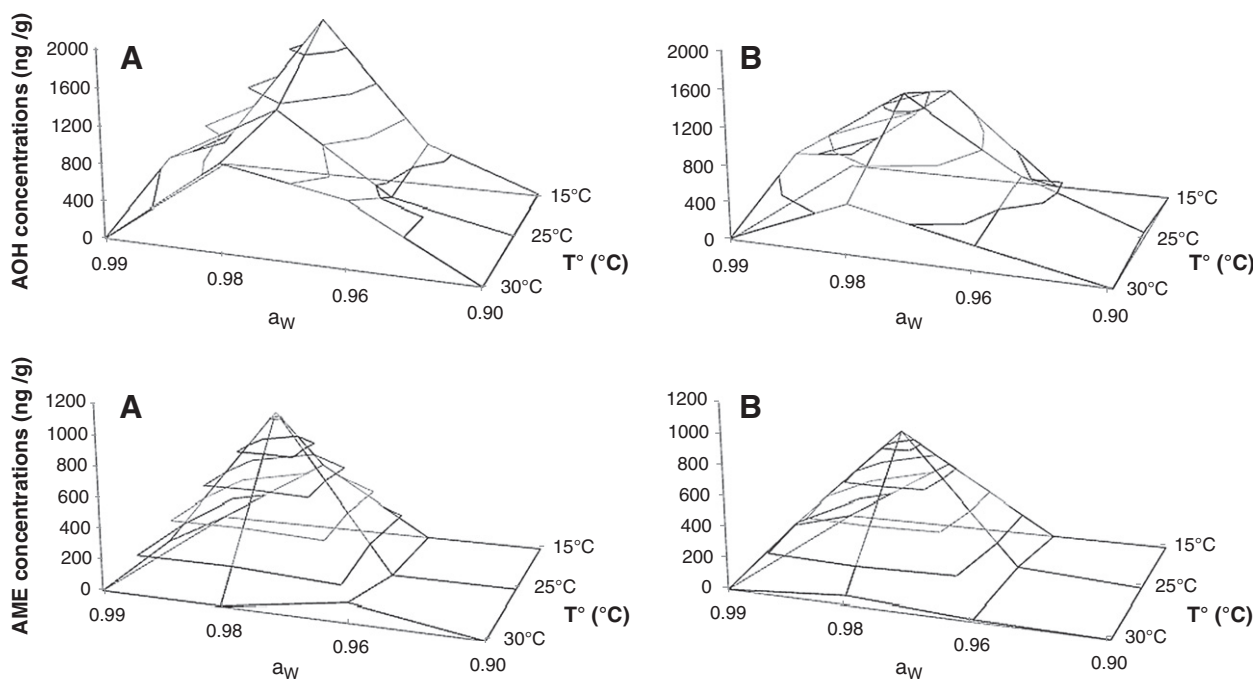 A
AOH concentrations (ng /g)
2000
1600
1200
800
400
0
0.99
0.98
0.96
0.90
15°C
25°C
30°C
T° (°C)
aW
B
2000
1600
1200
800
400
0
0.99
0.98
0.96
0.90
15°C
25°C
30°C
T° (°C)
aW
A
AME concentrations (ng /g)
1200
1000
800
600
400
200
0
0.99
0.98
0.96
0.90
15°C
25°C
30°C
T° (°C)
aW
B
1200
1000
800
600
400
200
0
0.99
0.98
0.96
0.90
15°C
25°C
30°C
T° (°C)
aW